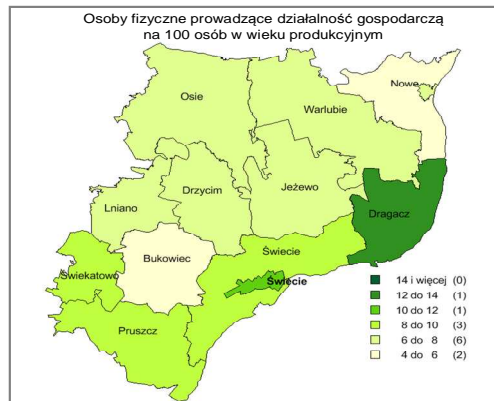 Osoby fizyczne prowadzące działalność gospodarczą
na 100 osób w wieku produkcyjnym
Nowe
Osie
Warlubie
Jeżewo
Drzycim
Lniano
Dragacz
Świecie
Bukowiec
Świekatowo
Świecie
Pruszcz
14 i więcej (0)
12 do 14 (1)
10 do 12 (1)
8 do 10 (3)
6 do 8 (6)
4 do 6 (2)